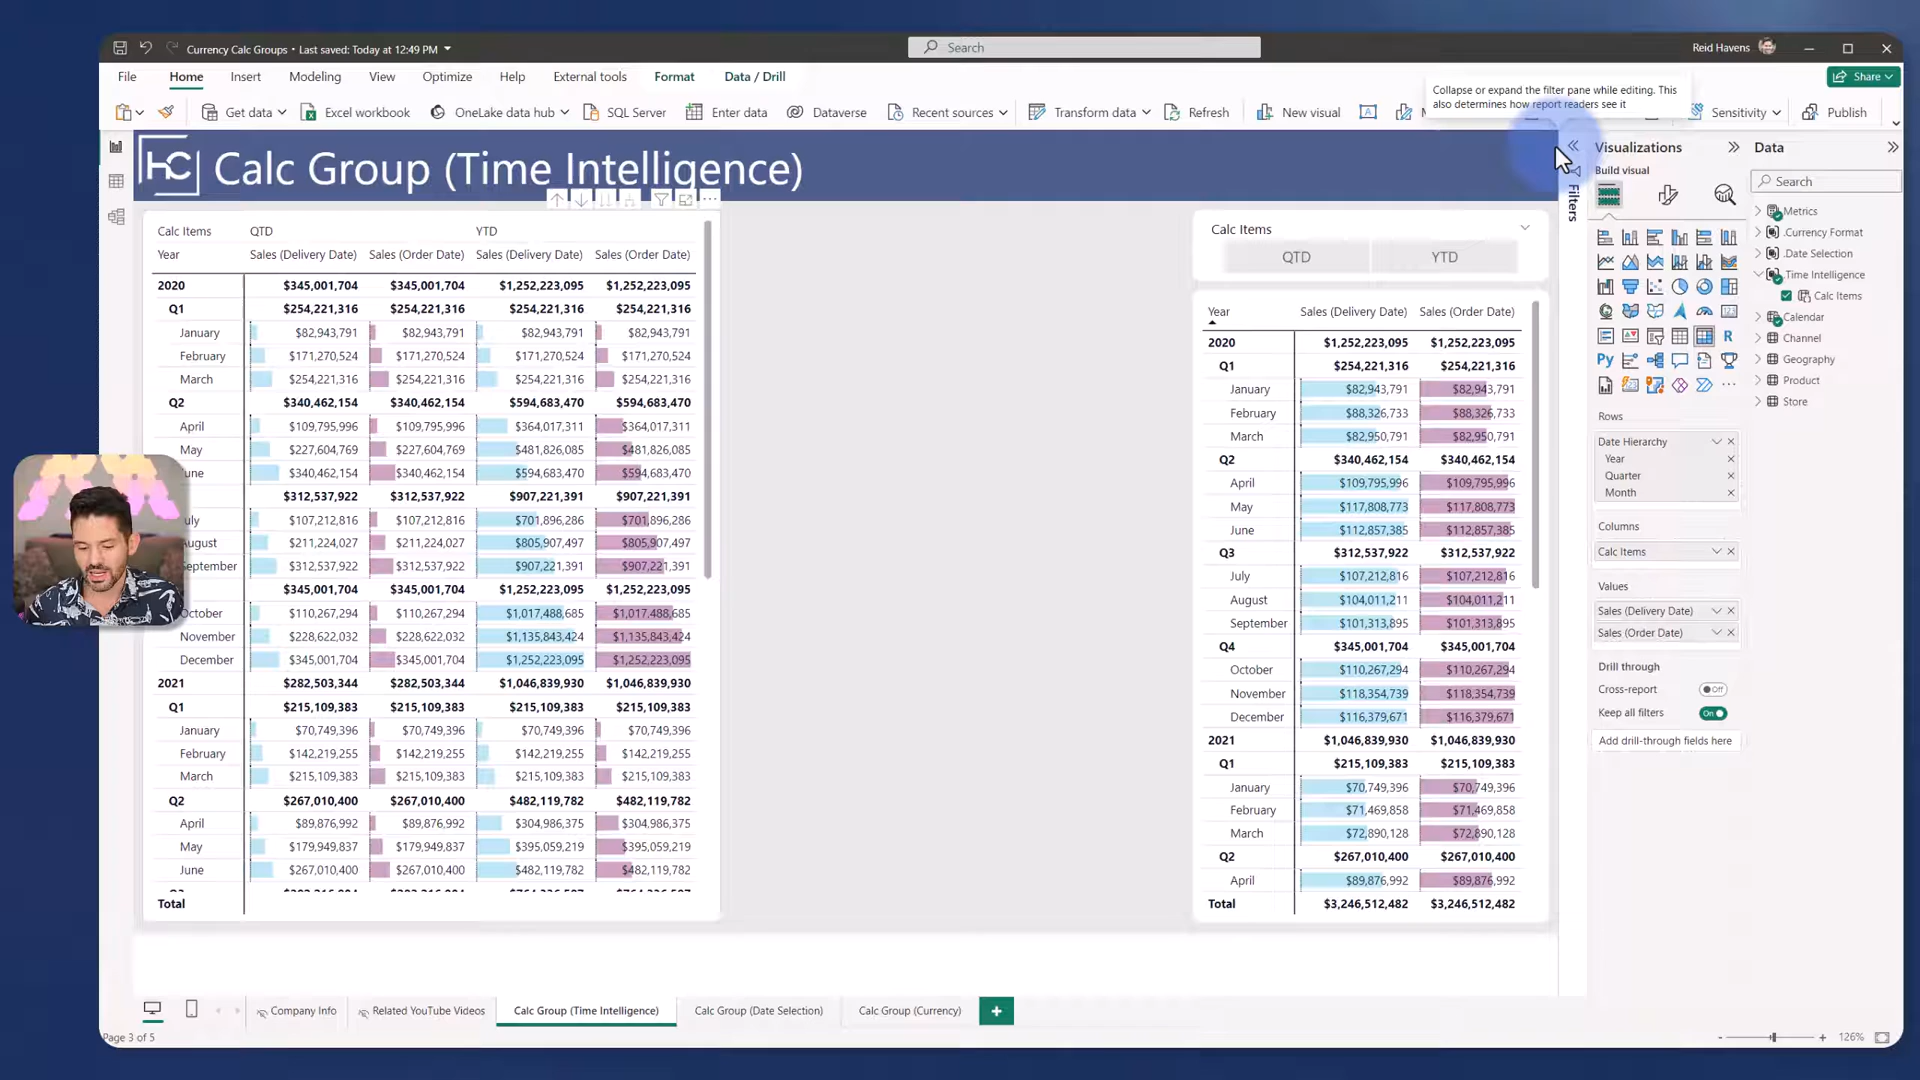 Currency Calc Groups • Last saved: Today at 12:49 PM
Search
Reid Havens
File Home Insert Modeling View Optimize Help External tools Format Data / Drill
Share
Collapse or expand the filter pane while editing. This
also determines how report readers see it
Get data Excel workbook OneLake data hub SQL Server Enter data Dataverse Recent sources Transform data Refresh New visual Sensitivity Publish
HC Calc Group (Time Intelligence)
Calc Items QTD YTD
Year Sales (Delivery Date) Sales (Order Date) Sales (Delivery Date) Sales (Order Date)
2020 $345,001,704 $345,001,704 $1,252,223,095 $1,252,223,095
Q1 $254,221,316 $254,221,316 $254,221,316 $254,221,316
January $82,943,791 $82,943,791 $82,943,791 $82,943,791
February $171,270,524 $171,270,524 $171,270,524 $171,270,524
March $254,221,316 $254,221,316 $254,221,316 $254,221,316
Q2 $340,462,154 $340,462,154 $594,683,470 $594,683,470
April $109,795,996 $109,795,996 $364,017,311 $364,017,311
May $227,604,769 $227,604,769 $481,826,085 $481,826,085
June $340,462,154 $340,462,154 $594,683,470 $594,683,470
$312,537,922 $312,537,922 $907,221,391 $907,221,391
July $107,212,816 $107,212,816 $701,896,286 $701,896,286
August $211,224,027 $211,224,027 $805,907,497 $805,907,497
September $312,537,922 $312,537,922 $907,221,391 $907,221,391
$345,001,704 $345,001,704 $1,252,223,095 $1,252,223,095
October $110,267,294 $110,267,294 $1,017,488,685 $1,017,488,685
November $228,622,032 $228,622,032 $1,135,843,424 $1,135,843,424
December $345,001,704 $345,001,704 $1,252,223,095 $1,252,223,095
2021 $282,503,344 $282,503,344 $1,046,839,930 $1,046,839,930
Q1 $215,109,383 $215,109,383 $215,109,383 $215,109,383
January $70,749,396 $70,749,396 $70,749,396 $70,749,396
February $142,219,255 $142,219,255 $142,219,255 $142,219,255
March $215,109,383 $215,109,383 $215,109,383 $215,109,383
Q2 $267,010,400 $267,010,400 $482,119,782 $482,119,782
April $89,876,992 $89,876,992 $304,986,375 $304,986,375
May $179,949,837 $179,949,837 $395,059,219 $395,059,219
June $267,010,400 $267,010,400 $482,119,782 $482,119,782
Total
Calc Items
QTD YTD
Year Sales (Delivery Date) Sales (Order Date)
2020 $1,252,223,095 $1,252,223,095
Q1 $254,221,316 $254,221,316
January $82,943,791 $82,943,791
February $88,326,733 $88,326,733
March $82,950,791 $82,950,791
Q2 $340,462,154 $340,462,154
April $109,795,996 $109,795,996
May $117,808,773 $117,808,773
June $112,857,385 $112,857,385
Q3 $312,537,922 $312,537,922
July $107,212,816 $107,212,816
August $104,011,211 $104,011,211
September $101,313,895 $101,313,895
Q4 $345,001,704 $345,001,704
October $110,267,294 $110,267,294
November $118,354,739 $118,354,739
December $116,379,671 $116,379,671
2021 $1,046,839,930 $1,046,839,930
Q1 $215,109,383 $215,109,383
January $70,749,396 $70,749,396
February $71,469,858 $71,469,858
March $72,890,128 $72,890,128
Q2 $267,010,400 $267,010,400
April $89,876,992 $89,876,992
Total $3,246,512,482 $3,246,512,482
Filters
Visualizations
Build visual
R
Py
Rows
Date Hierarchy
Year
Quarter
Month
Columns
Calc Items
Values
Sales (Delivery Date)
Sales (Order Date)
Drill through
Cross-report Off
Keep all filters On
Add drill-through fields here
Data
Search
Metrics
.Currency Format
.Date Selection
.Time Intelligence
Calc Items
Calendar
Channel
Geography
Product
Store
Company Info Related YouTube Videos Calc Group (Time Intelligence) Calc Group (Date Selection) Calc Group (Currency)
Page 3 of 5
126%